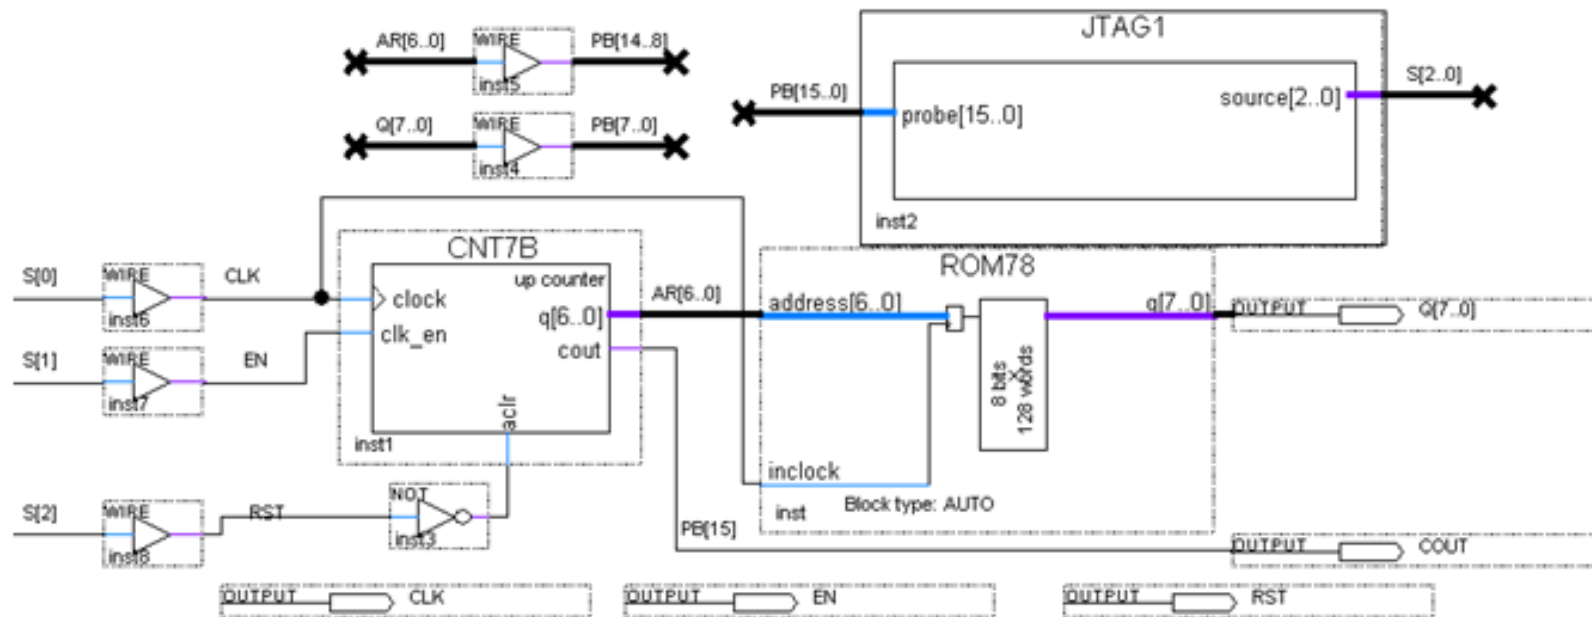 JTAG1
AR[6..0]
WIRE
PB[14..8]
inst5
PB[15..0]
probe[15..0]
source[2..0]
S[2..0]
Q[7..0]
WIRE
PB[7..0]
inst4
inst2
CNT7B
up counter
S[0]
WIRE
CLK
inst6
clock
q[6..0]
AR[6..0]
clk_en
cout
aclr
inst1
ROM78
address[6..0]
q[7..0]
OUTPUT
Q[7..0]
8 bits
×
128 words
S[1]
WIRE
EN
inst7
inclock
Block type: AUTO
inst
S[2]
WIRE
RST
inst8
NOT
inst3
PB[15]
OUTPUT
COUT
OUTPUT
CLK
OUTPUT
EN
OUTPUT
RST